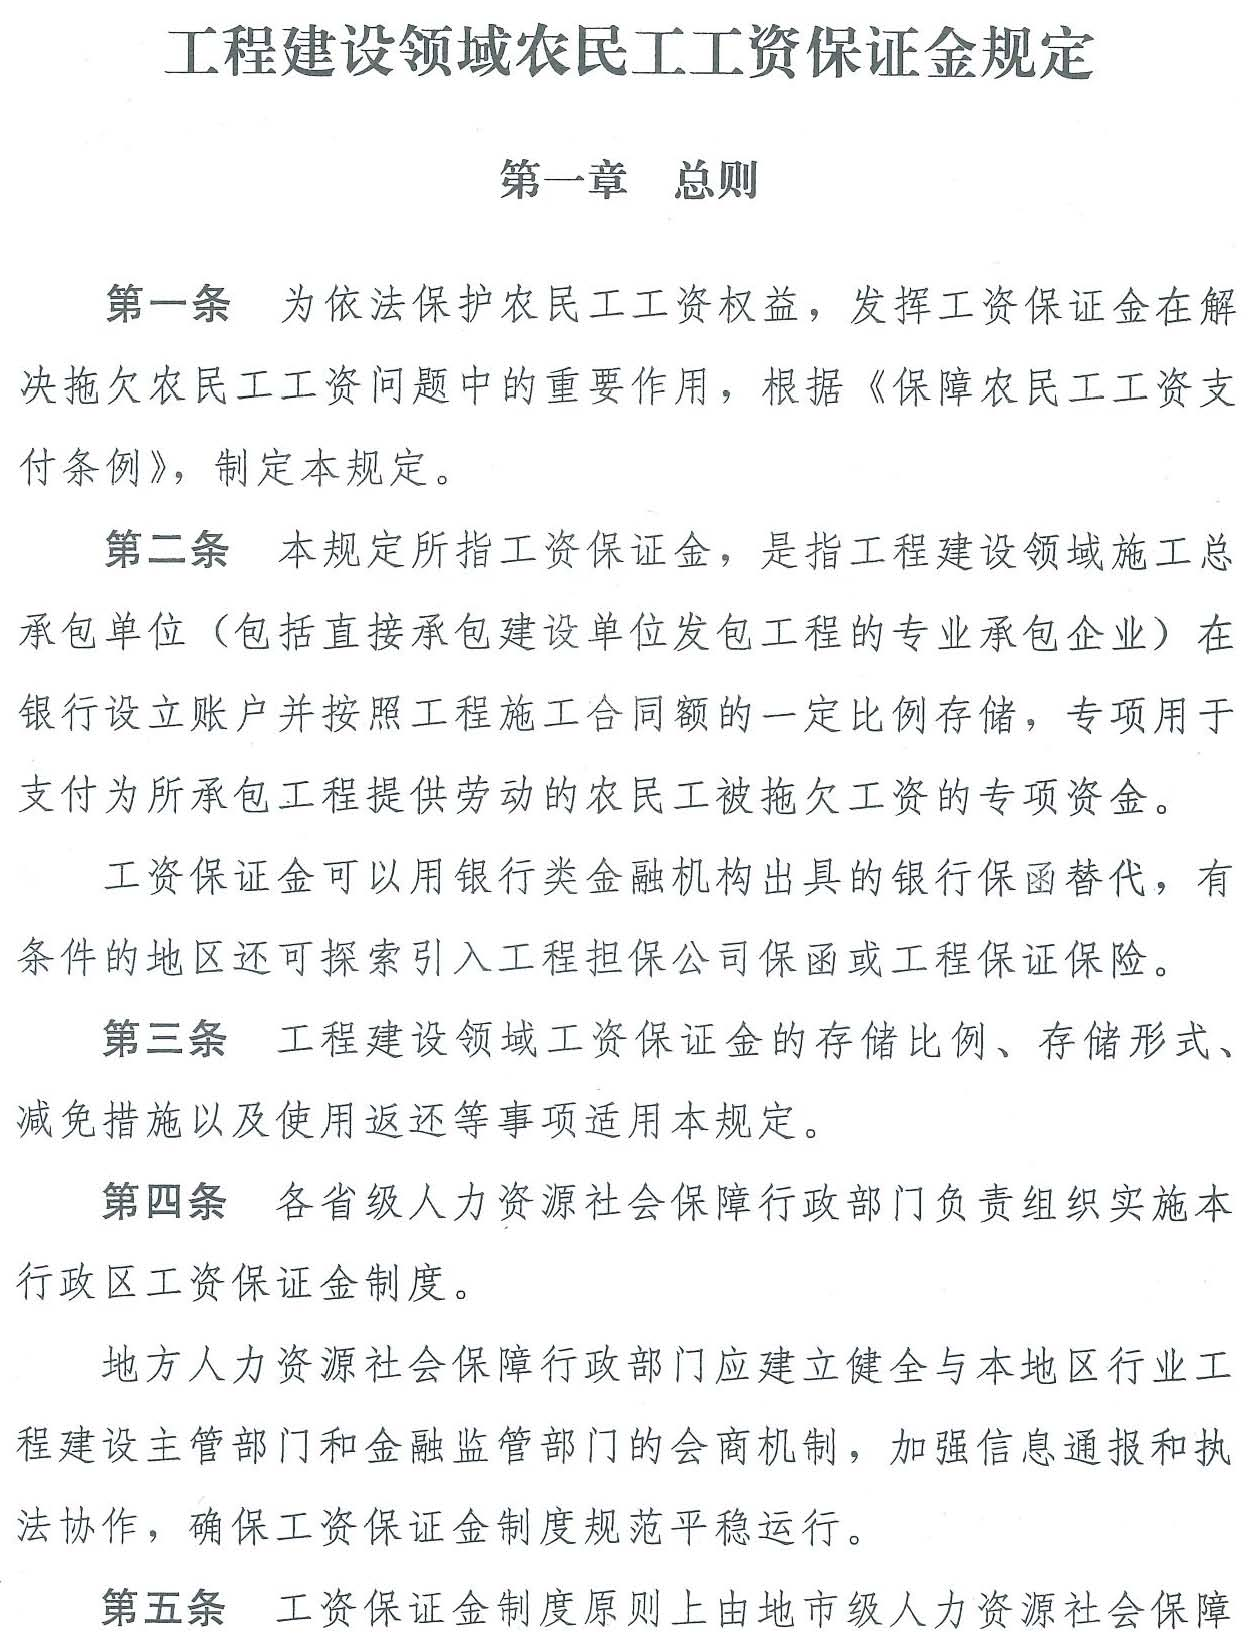 工程建设领域农民工工资保证金规定
第一章 总则
第一条 为依法保护农民工工资权益，发挥工资保证金在解
决拖欠农民工工资问题中的重要作用，根据《保障农民工工资支
付条例》，制定本规定。
第二条 本规定所指工资保证金，是指工程建设领域施工总
承包单位（包括直接承包建设单位发包工程的专业承包企业）在
银行设立账户并按照工程施工合同额的一定比例存储，专项用于
支付为所承包工程提供劳动的农民工被拖欠工资的专项资金。
工资保证金可以用银行类金融机构出具的银行保函替代，有
条件的地区还可探索引入工程担保公司保函或工程保证保险。
第三条 工程建设领域工资保证金的存储比例、存储形式、
减免措施以及使用返还等事项适用本规定。
第四条 各省级人力资源社会保障行政部门负责组织实施本
行政区工资保证金制度。
地方人力资源社会保障行政部门应建立健全与本地区行业工
程建设主管部门和金融监管部门的会商机制，加强信息通报和执
法协作，确保工资保证金制度规范平稳运行。
第五条 工资保证金制度原则上由地市级人力资源社会保障